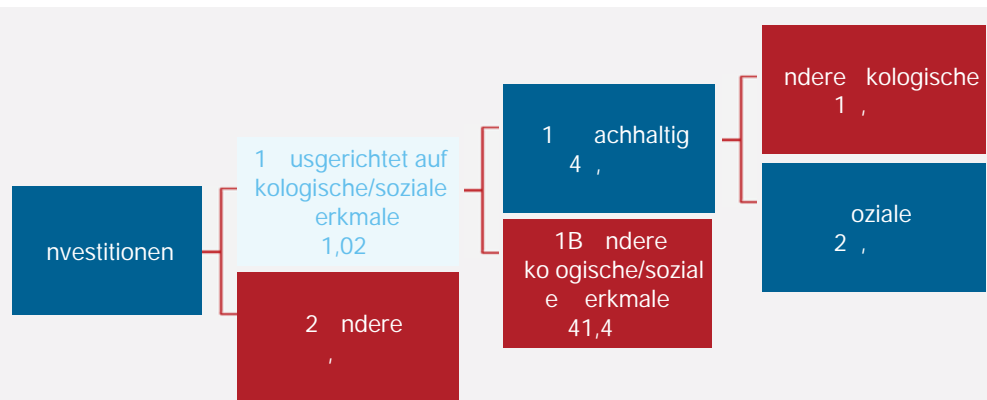 nvestitionen
1 usgerichtet auf
kologische/soziale
erkmale
1,02
2 ndere
,
1 achhaltig
4 ,
1B ndere
ko ogische/sozial
e erkmale
41,4
ndere kologische
1 ,
oziale
2 ,